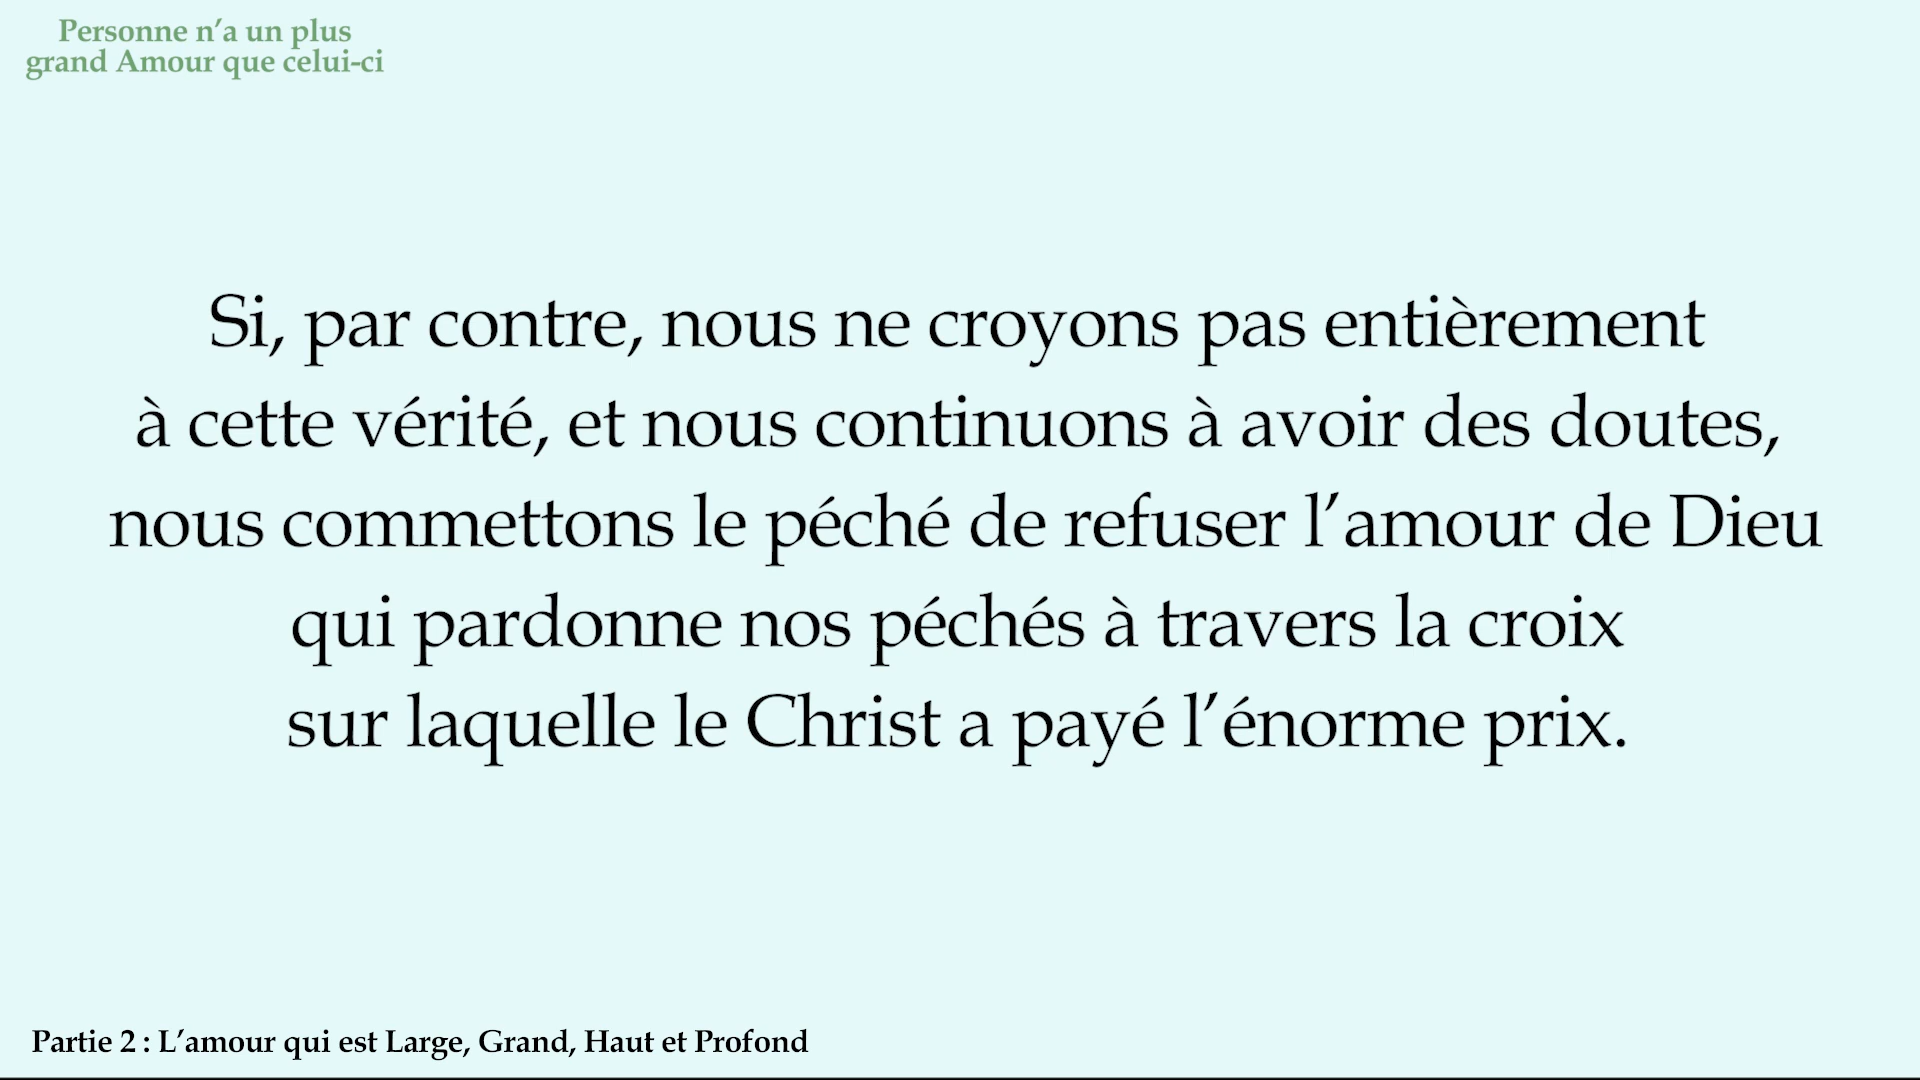 Personne n’a un plus
grand Amour que celui-ci
Si, par contre, nous ne croyons pas entièrement
à cette vérité, et nous continuons à avoir des doutes,
nous commettons le péché de refuser l’amour de Dieu
qui pardonne nos péchés à travers la croix
sur laquelle le Christ a payé l’énorme prix.
Partie 2 : L’amour qui est Large, Grand, Haut et Profond